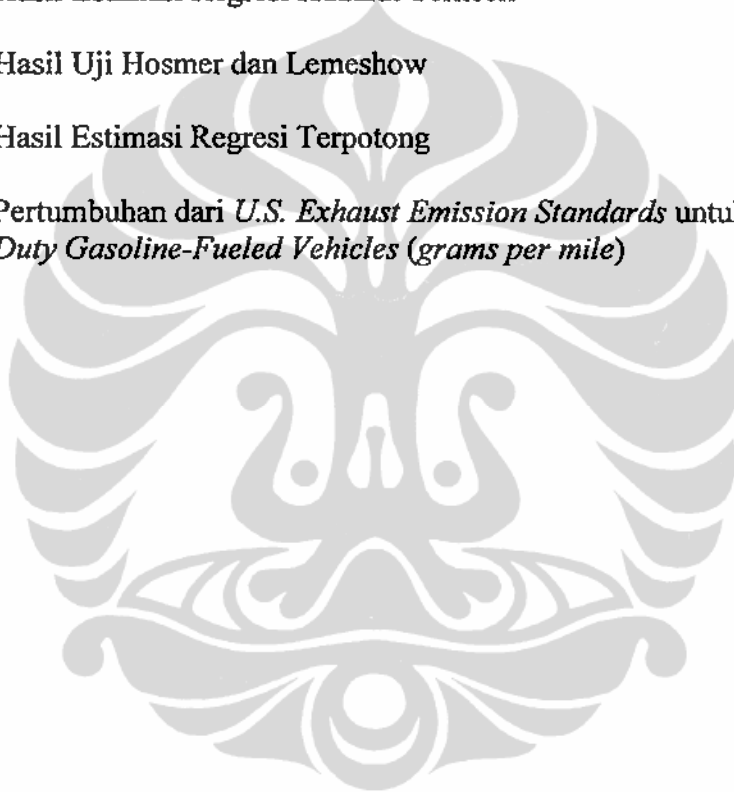 Hasil Uji Hosmer dan Lemeshow
Hasil Estimasi Regresi Terpotong
Pertumbuhan dari U.S. Exhaust Emission Standards untu
Duty Gasoline-Fueled Vehicles (grams per mile)